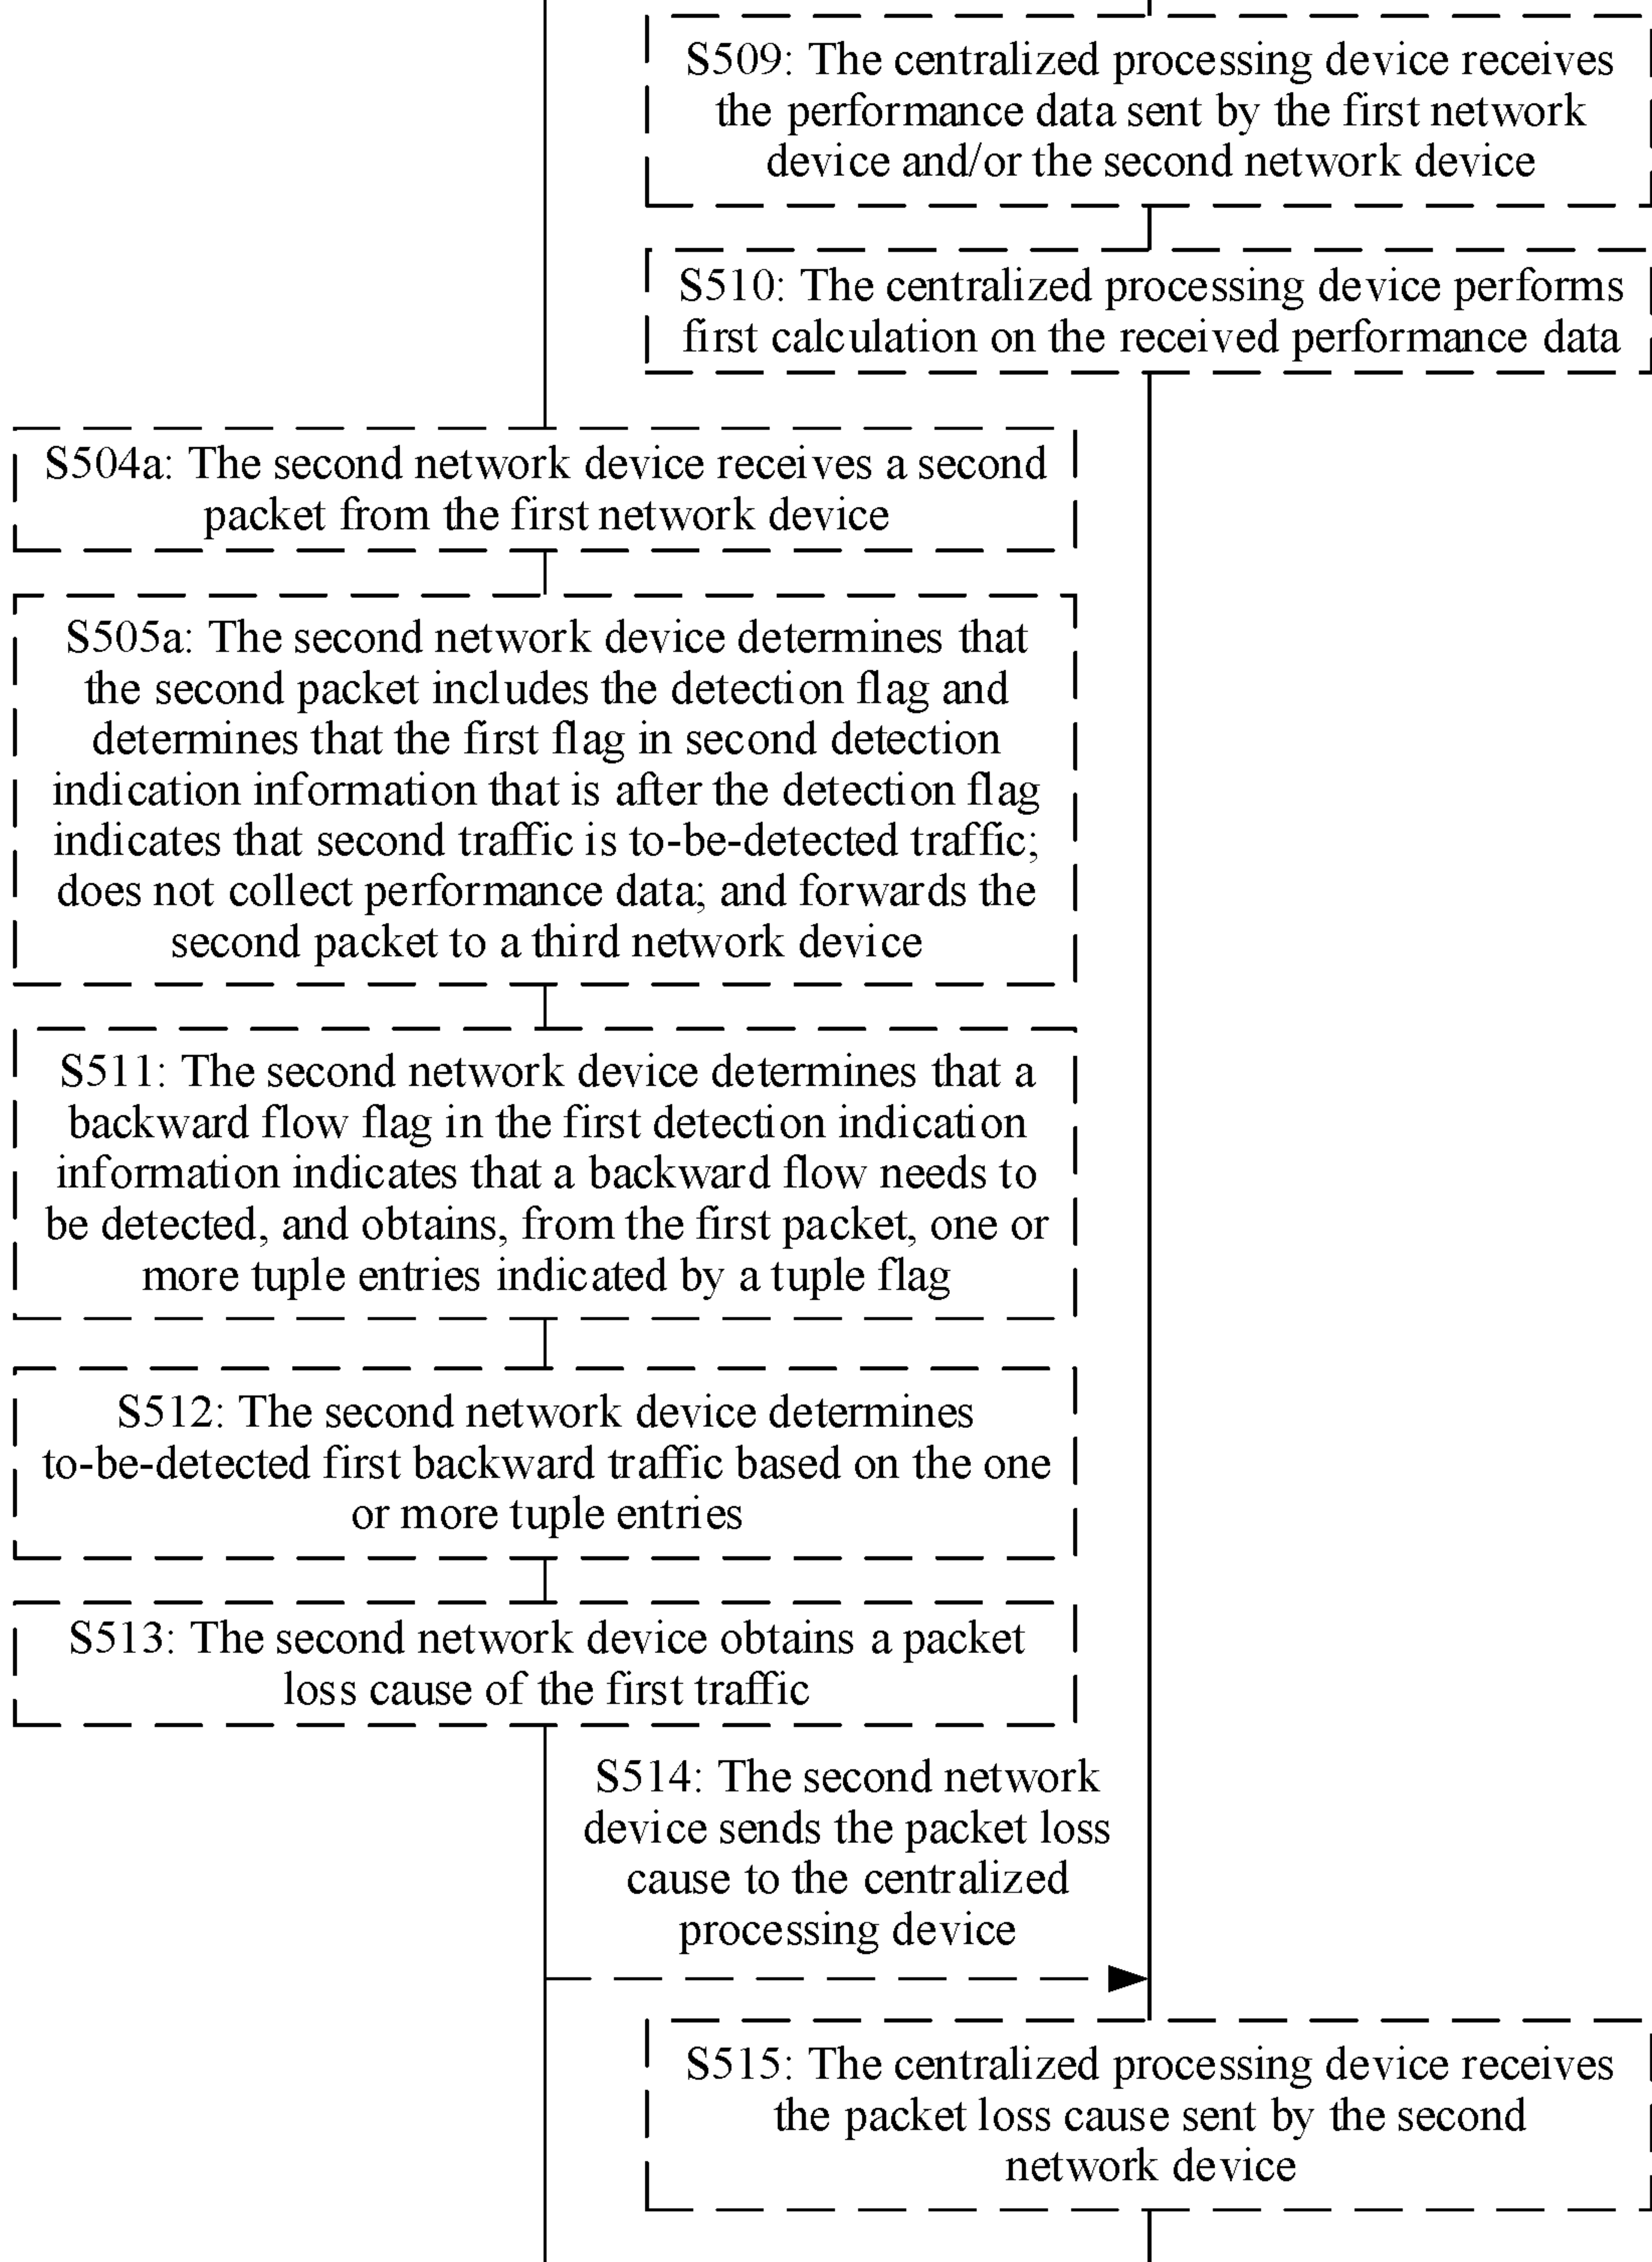 S509: The centralized processing device receives
the performance data sent by the first network
device and/or the second network device
S510: The centralized processing device performs
first calculation on the received performance data
S504a: The second network device receives a second
packet from the first network device
S505a: The second network device determines that
the second packet includes the detection flag and
determines that the first flag in second detection
indication information that is after the detection flag
indicates that second traffic is to-be-detected traffic;
does not collect performance data; and forwards the
second packet to a third network device
S511: The second network device determines that a
backward flow flag in the first detection indication
information indicates that a backward flow needs to
be detected, and obtains, from the first packet, one or
more tuple entries indicated by a tuple flag
S512: The second network device determines
to-be-detected first backward traffic based on the one
or more tuple entries
S513: The second network device obtains a packet
loss cause of the first traffic
S514: The second network
device sends the packet loss
cause to the centralized
processing device
S515: The centralized processing device receives
the packet loss cause sent by the second
network device